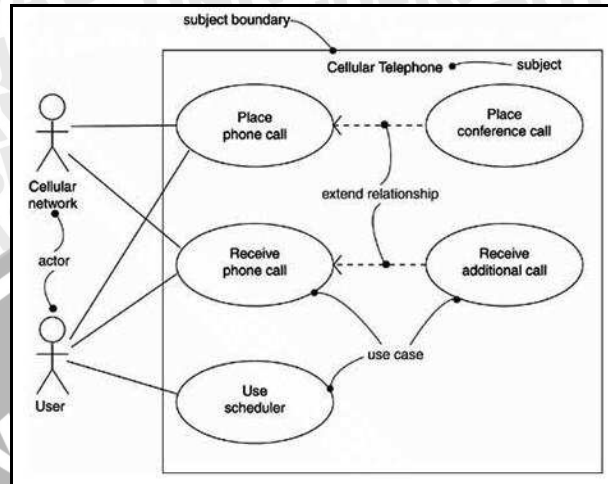 subject boundary
Cellular Telephone
subject
Place
phone call
Place
conference call
Cellular
network
extend relationship
actor
Receive
phone call
Receive
additional call
use case
User
Use
scheduler